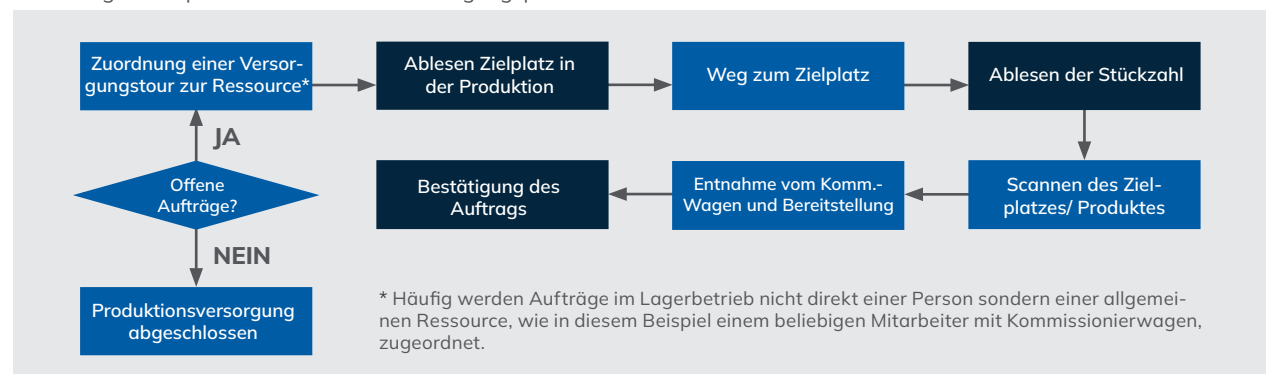 Zuordnung einer Versor-
gungstour zur Ressource*
Ablesen Zielplatz in
der Produktion
Weg zum Zielplatz
Ablesen der Stückzahl
JA
Offene
Aufträge?
Bestätigung des
Auftrags
Entnahme vom Komm.-
Wagen und Bereitstellung
Scannen des Ziel-
platzes/ Produktes
NEIN
Produktionsversorgung
abgeschlossen
* Häufig werden Aufträge im Lagerbetrieb nicht direkt einer Person sondern einer allgemei-
nen Ressource, wie in diesem Beispiel einem beliebigen Mitarbeiter mit Kommissionierwagen,
zugeordnet.